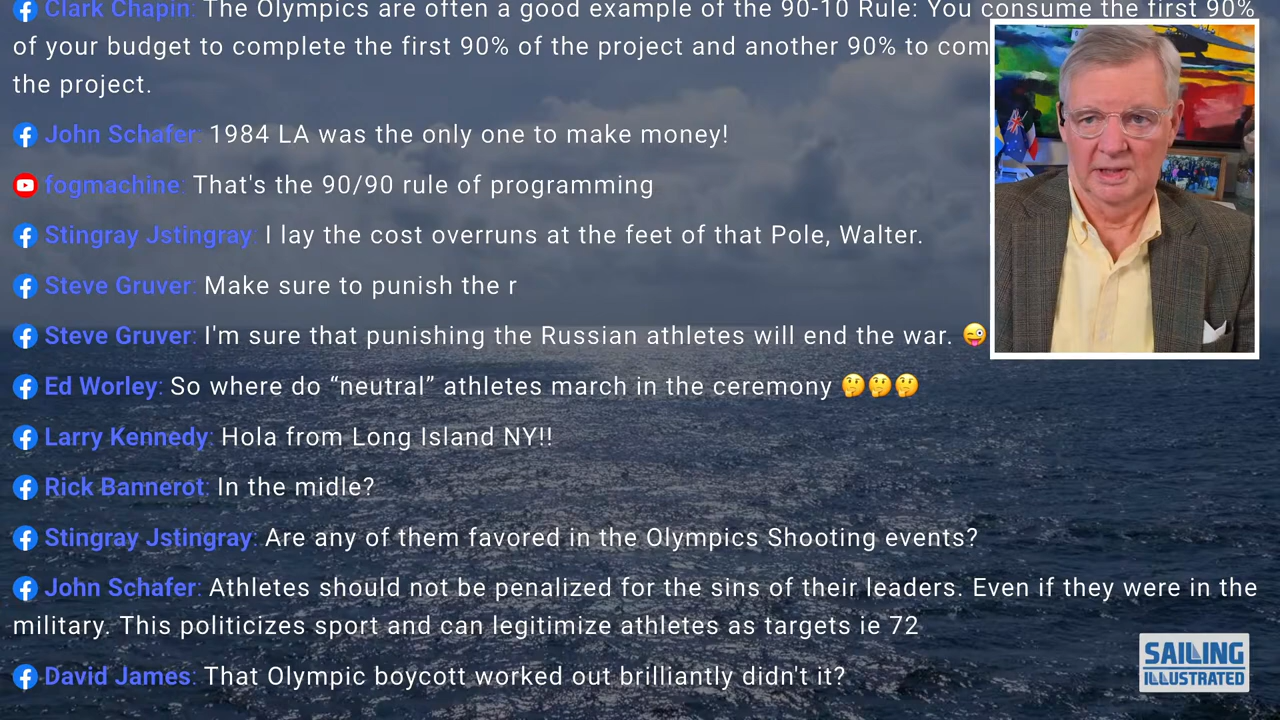 Clark Chapin: The Olympics are often a good example of the 90-10 Rule: You consume the first 90%
of your budget to complete the first 90% of the project and another 90% to com
the project.
John Schafer: 1984 LA was the only one to make money!
fogmachine: That's the 90/90 rule of programming
Stingray Jstingray: I lay the cost overruns at the feet of that Pole, Walter.
Steve Gruver: Make sure to punish the r
Steve Gruver: I'm sure that punishing the Russian athletes will end the war. 😜
Ed Worley: So where do “neutral” athletes march in the ceremony 🤔🤔🤔
Larry Kennedy: Hola from Long Island NY!!
Rick Bannerot: In the midle?
Stingray Jstingray: Are any of them favored in the Olympics Shooting events?
John Schafer: Athletes should not be penalized for the sins of their leaders. Even if they were in the
military. This politicizes sport and can legitimize athletes as targets ie 72
David James: That Olympic boycott worked out brilliantly didn't it?
SAILING
ILLUSTRATED